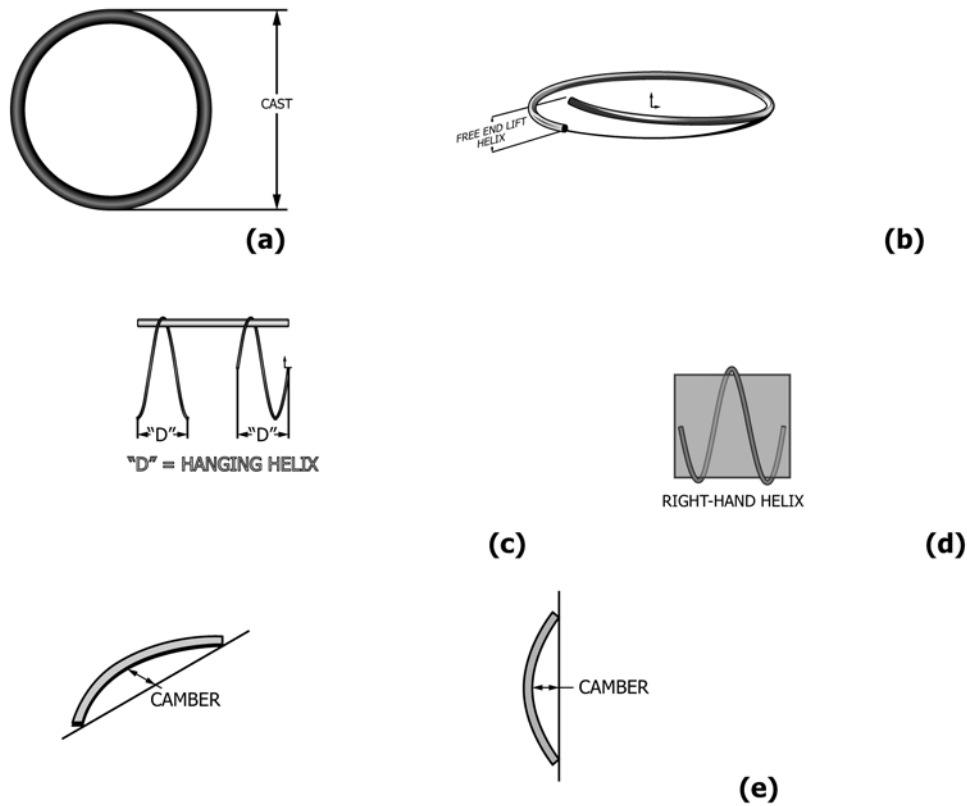 CAST
(a)
FREE END LIFT
HELIX
(b)
"D"
"D"
"D" = HANGING HELIX
(c)
RIGHT-HAND HELIX
(d)
CAMBER
CAMBER
(e)